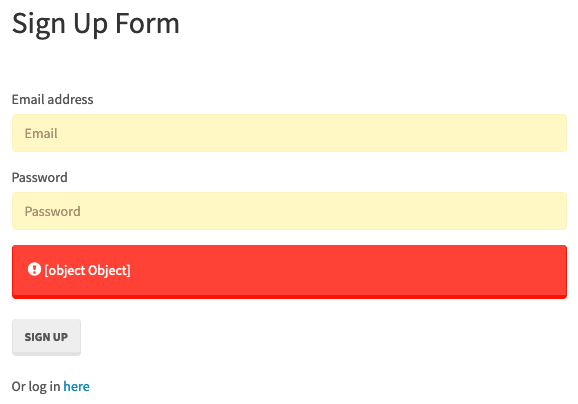 Sign Up Form
Email address
Email
Password
Password
[object Object]
SIGN UP
Or log in here